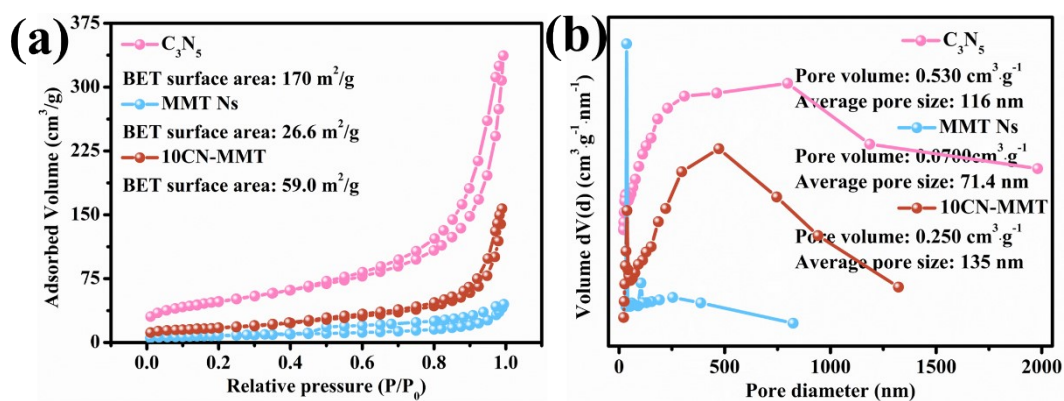 (a)
Adsorbed Volume (cm³/g)
375
300
225
150
75
0
C₃N₅
BET surface area: 170 m²/g
MMT Ns
BET surface area: 26.6 m²/g
10CN-MMT
BET surface area: 59.0 m²/g
0.0 0.2 0.4 0.6 0.8 1.0
Relative pressure (P/P₀)
(b)
Volume dV(d) (cm³·g⁻¹·nm⁻¹)
C₃N₅
Pore volume: 0.530 cm³·g⁻¹
Average pore size: 116 nm
MMT Ns
Pore volume: 0.0700cm³·g⁻¹
Average pore size: 71.4 nm
10CN-MMT
Pore volume: 0.250 cm³·g⁻¹
Average pore size: 135 nm
0 500 1000 1500 2000
Pore diameter (nm)